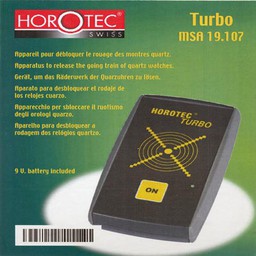 HOROTEC®
SWISS
Turbo
MSA 19.107
Appareil pour débloquer le rouage des montres quartz.
Apparatus to release the going train of quartz watches.
Gerät, um das Räderwerk der Quartzuhren zu lösen.
Aparato para desbloquear el rodaje de
los relojes cuarzo.
Apparecchio per sbloccare il ruotismo
degli orologi quarzo.
Aparelho para desbloquear o
rodagem dos relógios quartzo.
HOROTEC
TURBO
ON
9 V. battery included